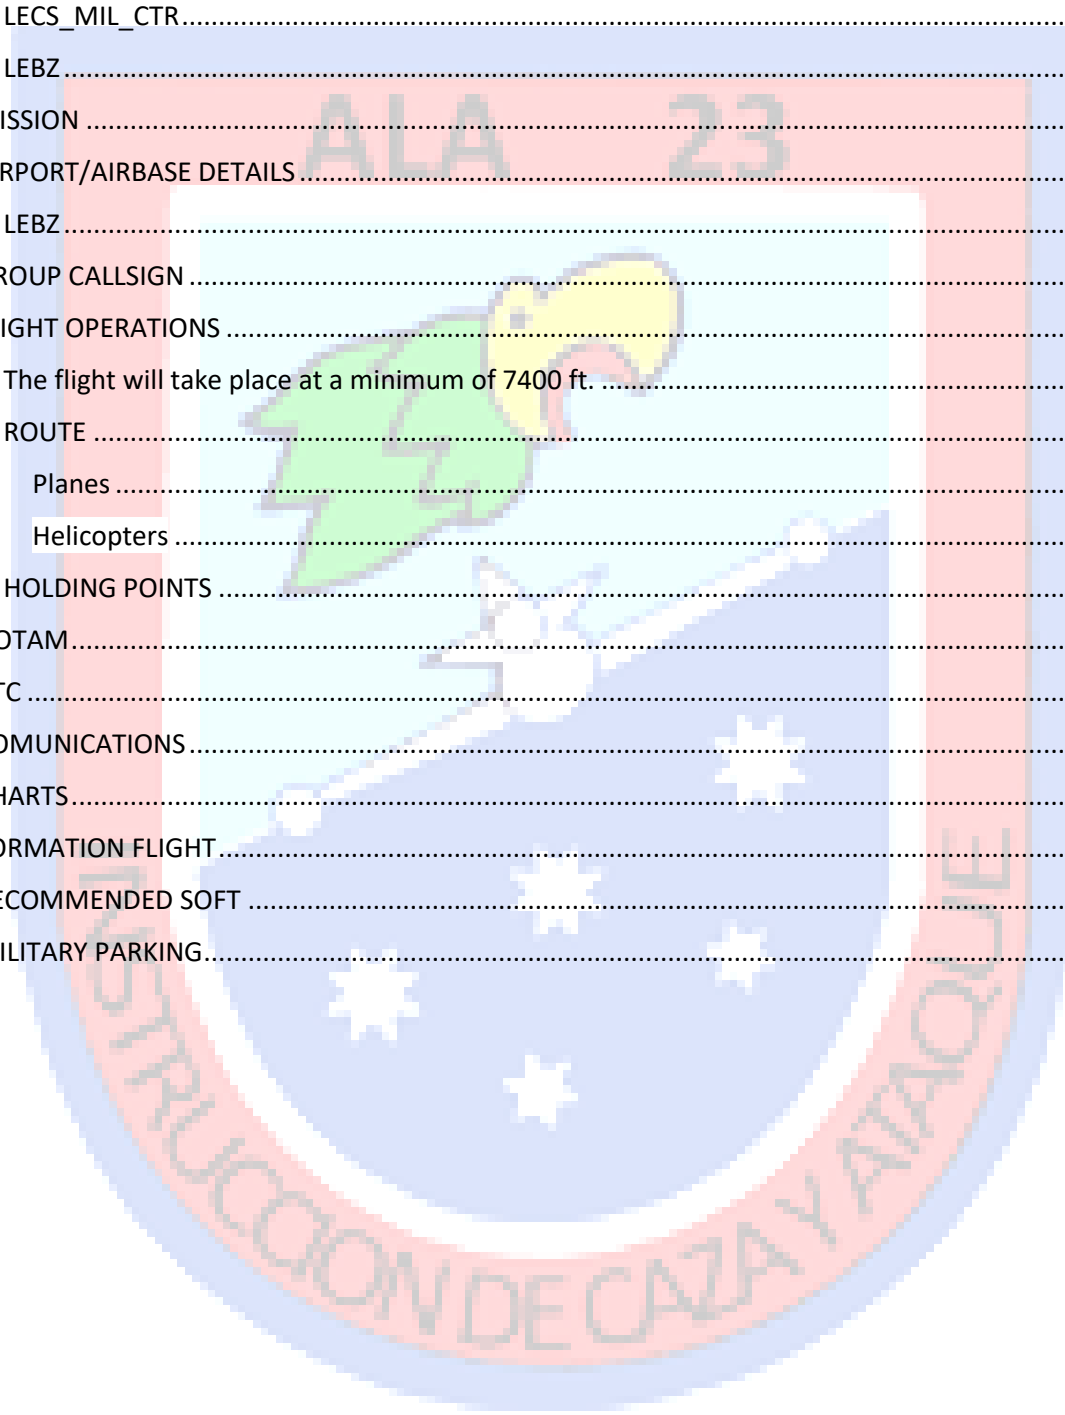 LECS_MIL_CTR
LEBZ
ISSION
ALA 23
RPORT/AIRBASE DETAILS
LEBZ
ROUP CALLSIGN
IGHT OPERATIONS
The flight will take place at a minimum of 7400 ft.
ROUTE
Planes
Helicopters
HOLDING POINTS
OTAM
TC
OMUNICATIONS
HARTS
ORMATION FLIGHT
ECOMMENDED SOFT
ILITARY PARKING
INSTRUCCION DE CAZA Y ATAQUE